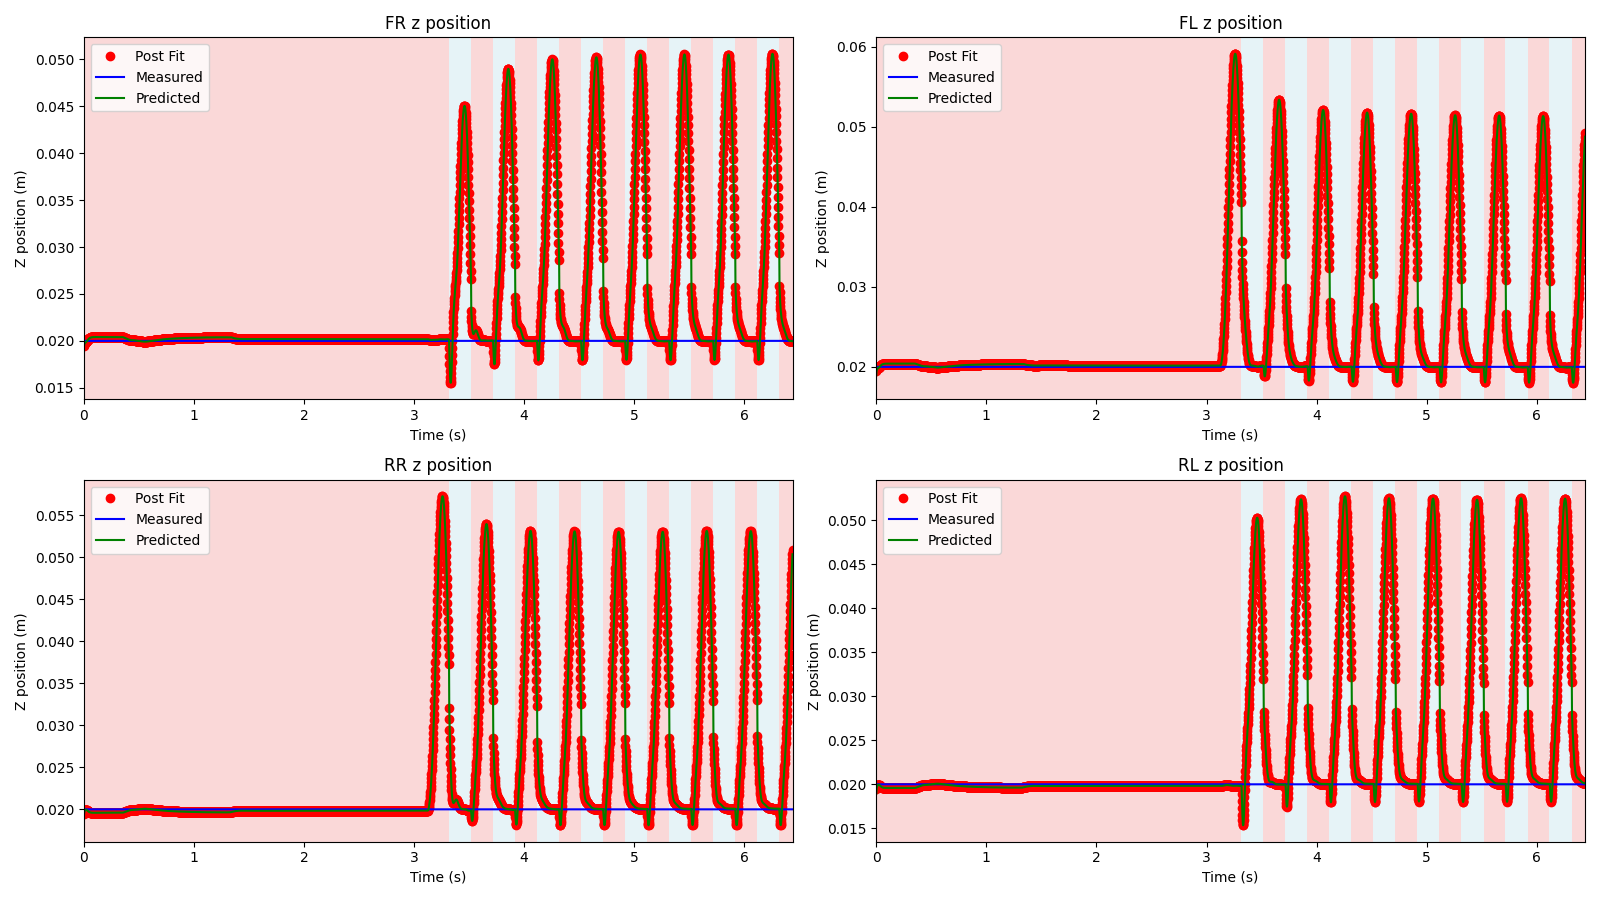 FR z position
Z position (m)
0.050
0.045
0.040
0.035
0.030
0.025
0.020
0.015
Post Fit
Measured
Predicted
0 1 2 3 4 5 6
Time (s)
FL z position
Z position (m)
0.06
0.05
0.04
0.03
0.02
Post Fit
Measured
Predicted
0 1 2 3 4 5 6
Time (s)
RR z position
Z position (m)
0.055
0.050
0.045
0.040
0.035
0.030
0.025
0.020
Post Fit
Measured
Predicted
0 1 2 3 4 5 6
Time (s)
RL z position
Z position (m)
0.050
0.045
0.040
0.035
0.030
0.025
0.020
0.015
Post Fit
Measured
Predicted
0 1 2 3 4 5 6
Time (s)